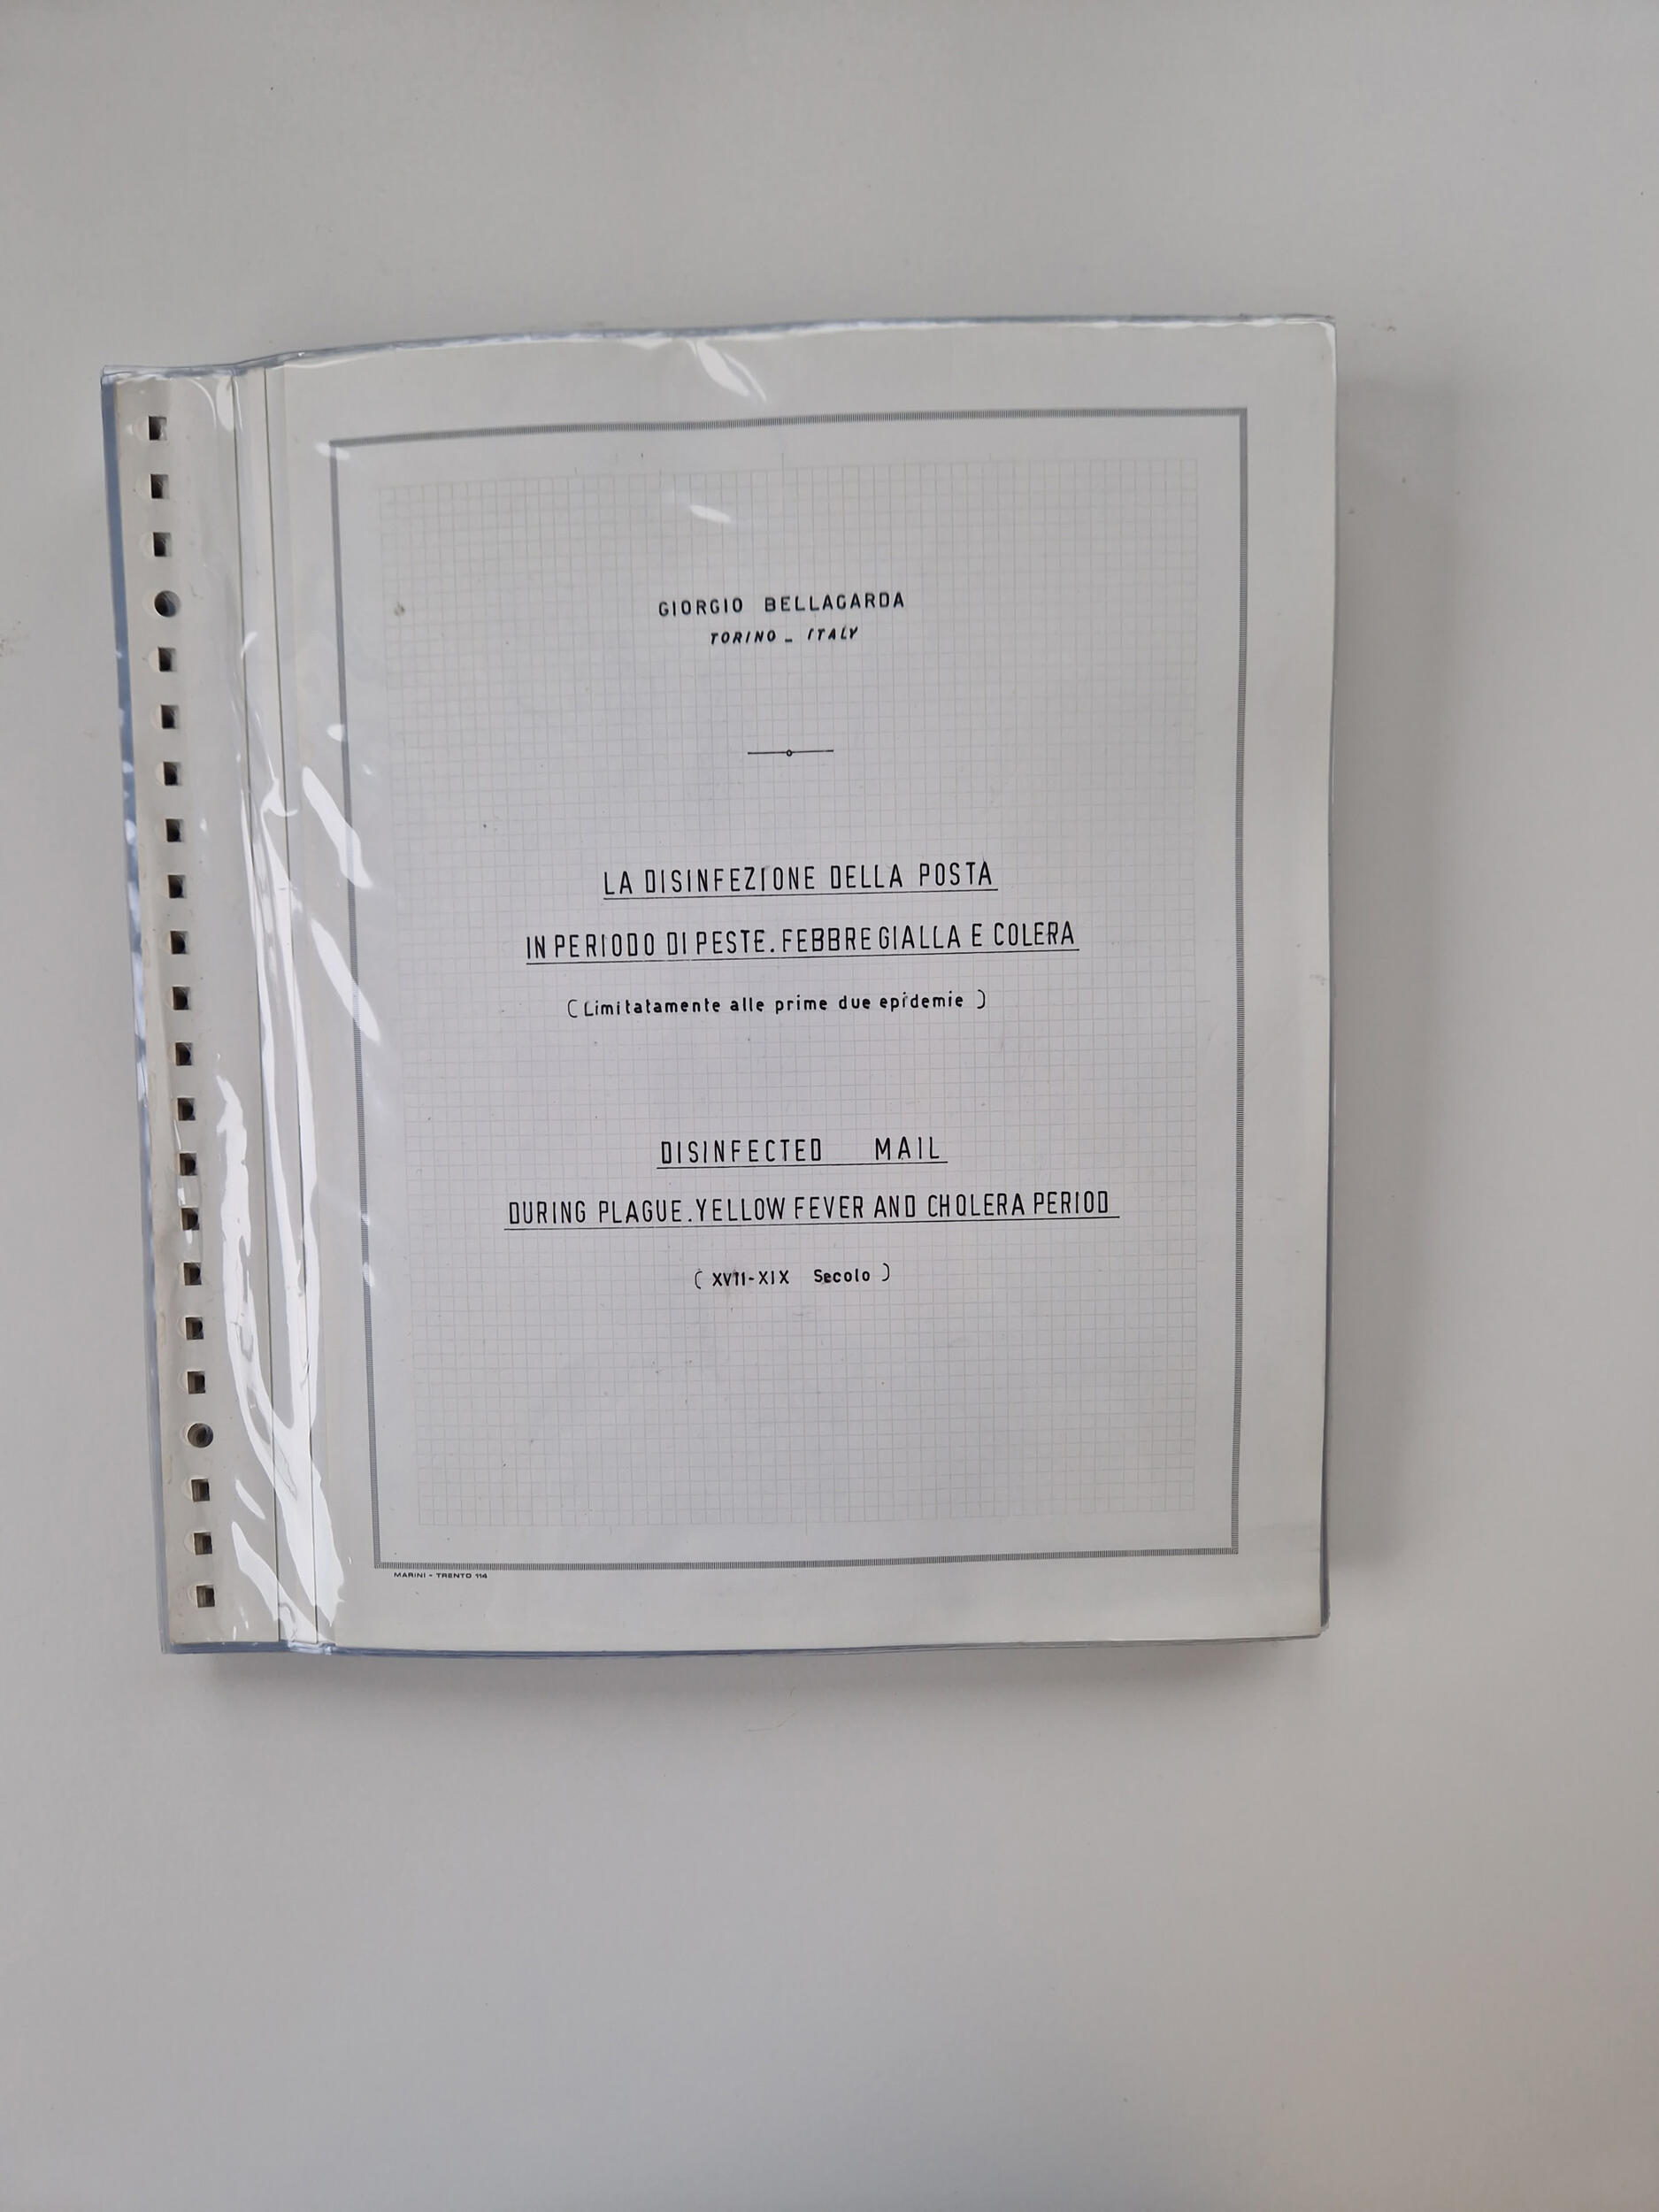 GIORGIO BELLAGARDA
TORINO - ITALY
LA DISINFEZIONE DELLA POSTA
IN PERIODO DI PESTE. FEBBRE GIALLA E COLERA
(Limitatamente alle prime due epidemie)
DISINFECTED MAIL
DURING PLAGUE. YELLOW FEVER AND CHOLERA PERIOD
(XVII-XIX Secolo)
MARINI - TRENTO 114